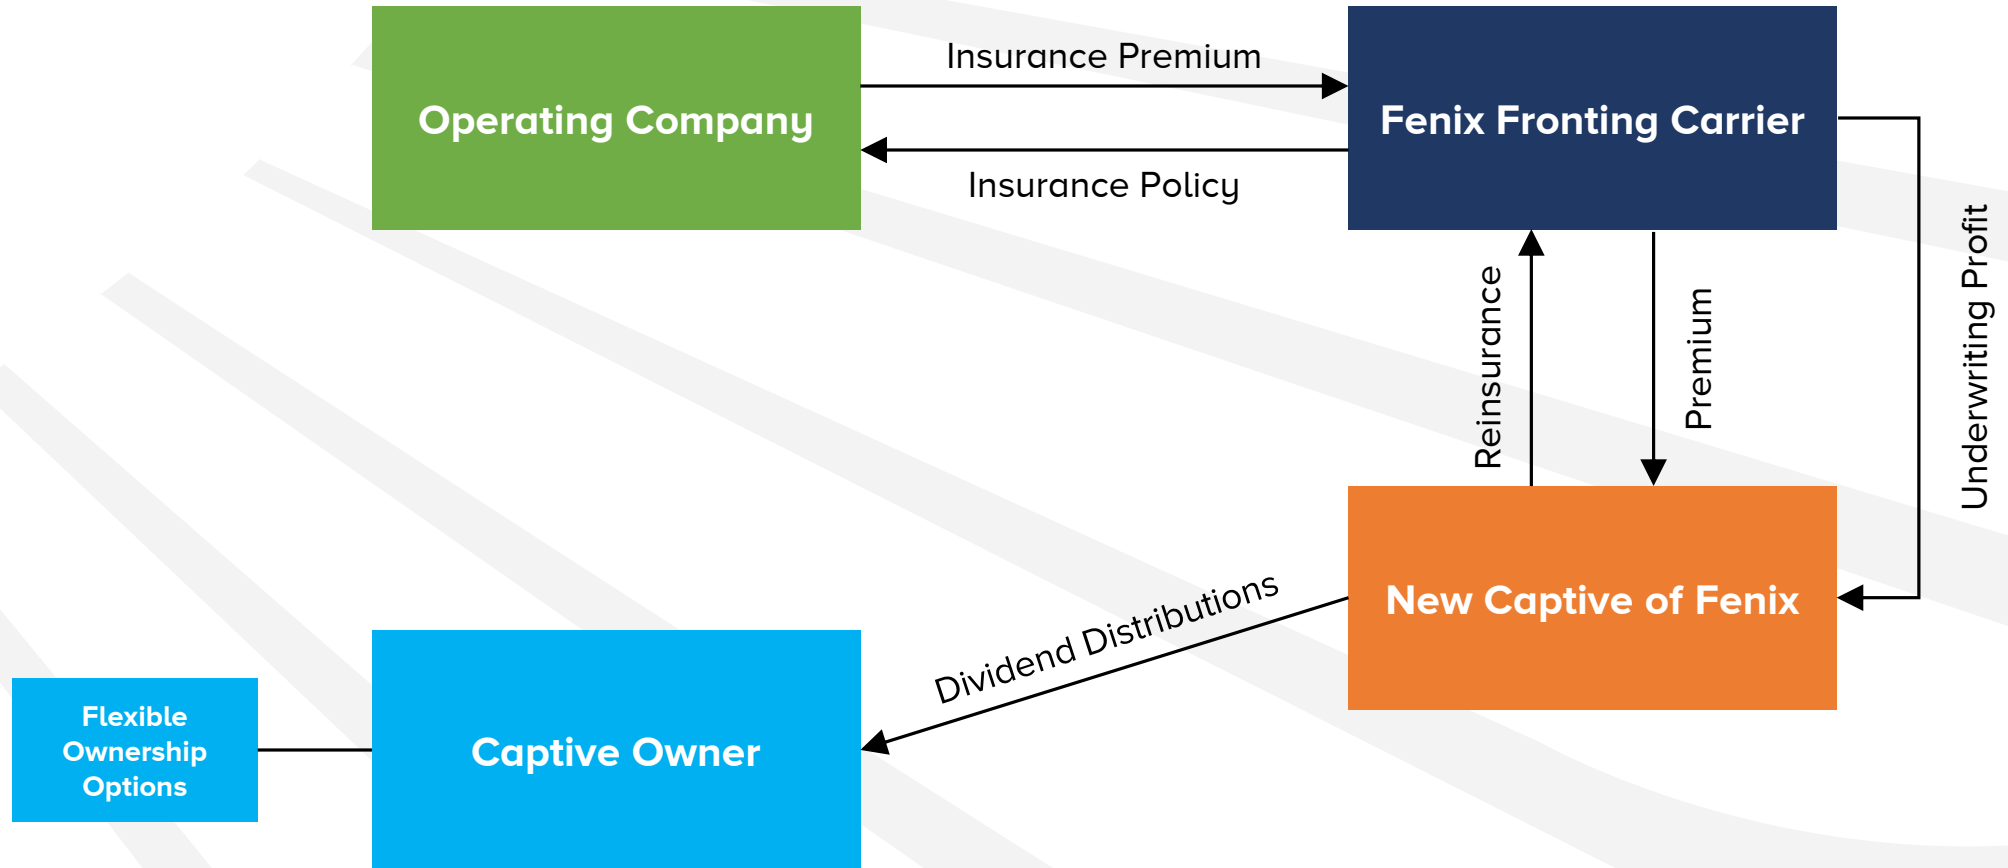 Operating Company
Insurance Premium
Fenix Fronting Carrier
Insurance Policy
Reinsurance
Premium
Underwriting Profit
New Captive of Fenix
Dividend Distributions
Captive Owner
Flexible
Ownership
Options